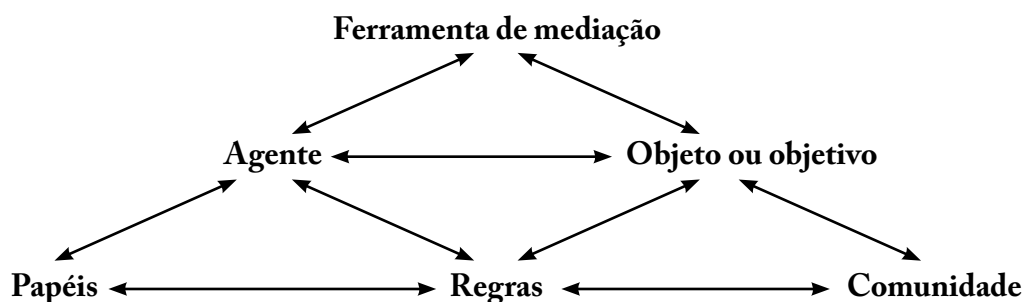 Ferramenta de mediação
Agente Objeto ou objetivo
Papéis Regras Comunidade